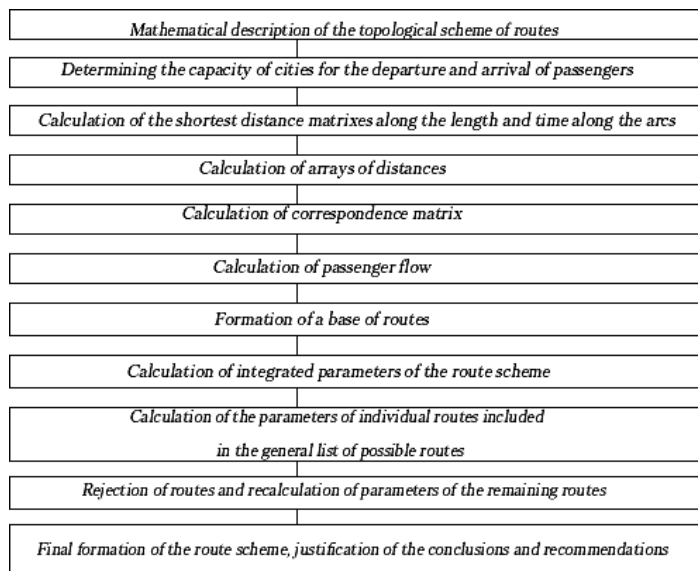 Mathematical description of the topological scheme of routes
Determining the capacity of cities for the departure and arrival of passengers
Calculation of the shortest distance matrixes along the length and time along the arcs
Calculation of arrays of distances
Calculation of correspondence matrix
Calculation of passenger flow
Formation of a base of routes
Calculation of integrated parameters of the route scheme
Calculation of the parameters of individual routes included
in the general list of possible routes
Rejection of routes and recalculation of parameters of the remaining routes
Final formation of the route scheme, justification of the conclusions and recommendations